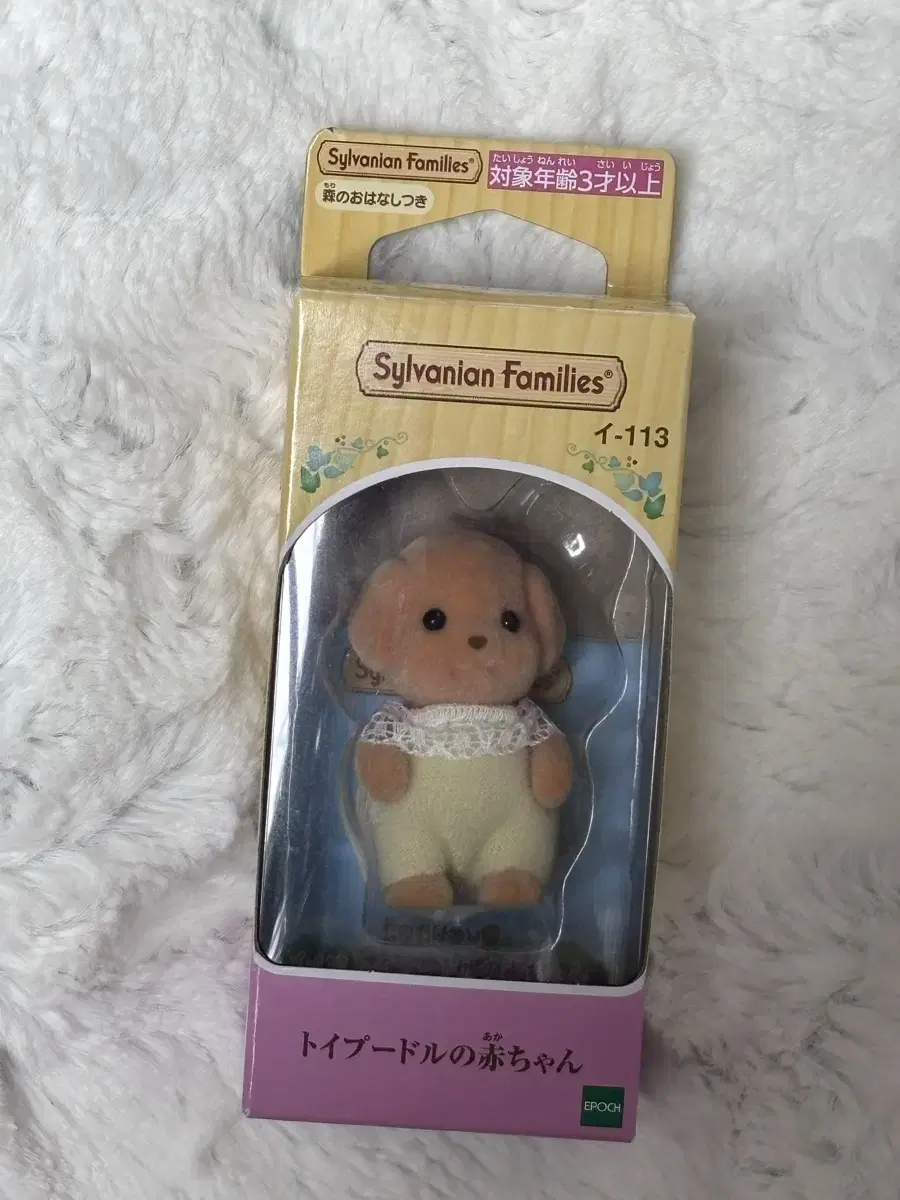 Sylvanian Families®
たいしょう ねん れい さい い じょう
対象年齢3才以上
もり
森のおはなしつき
Sylvanian Families®
イ-113
Sy
あか
トイプードルの赤ちゃん
EPOCH